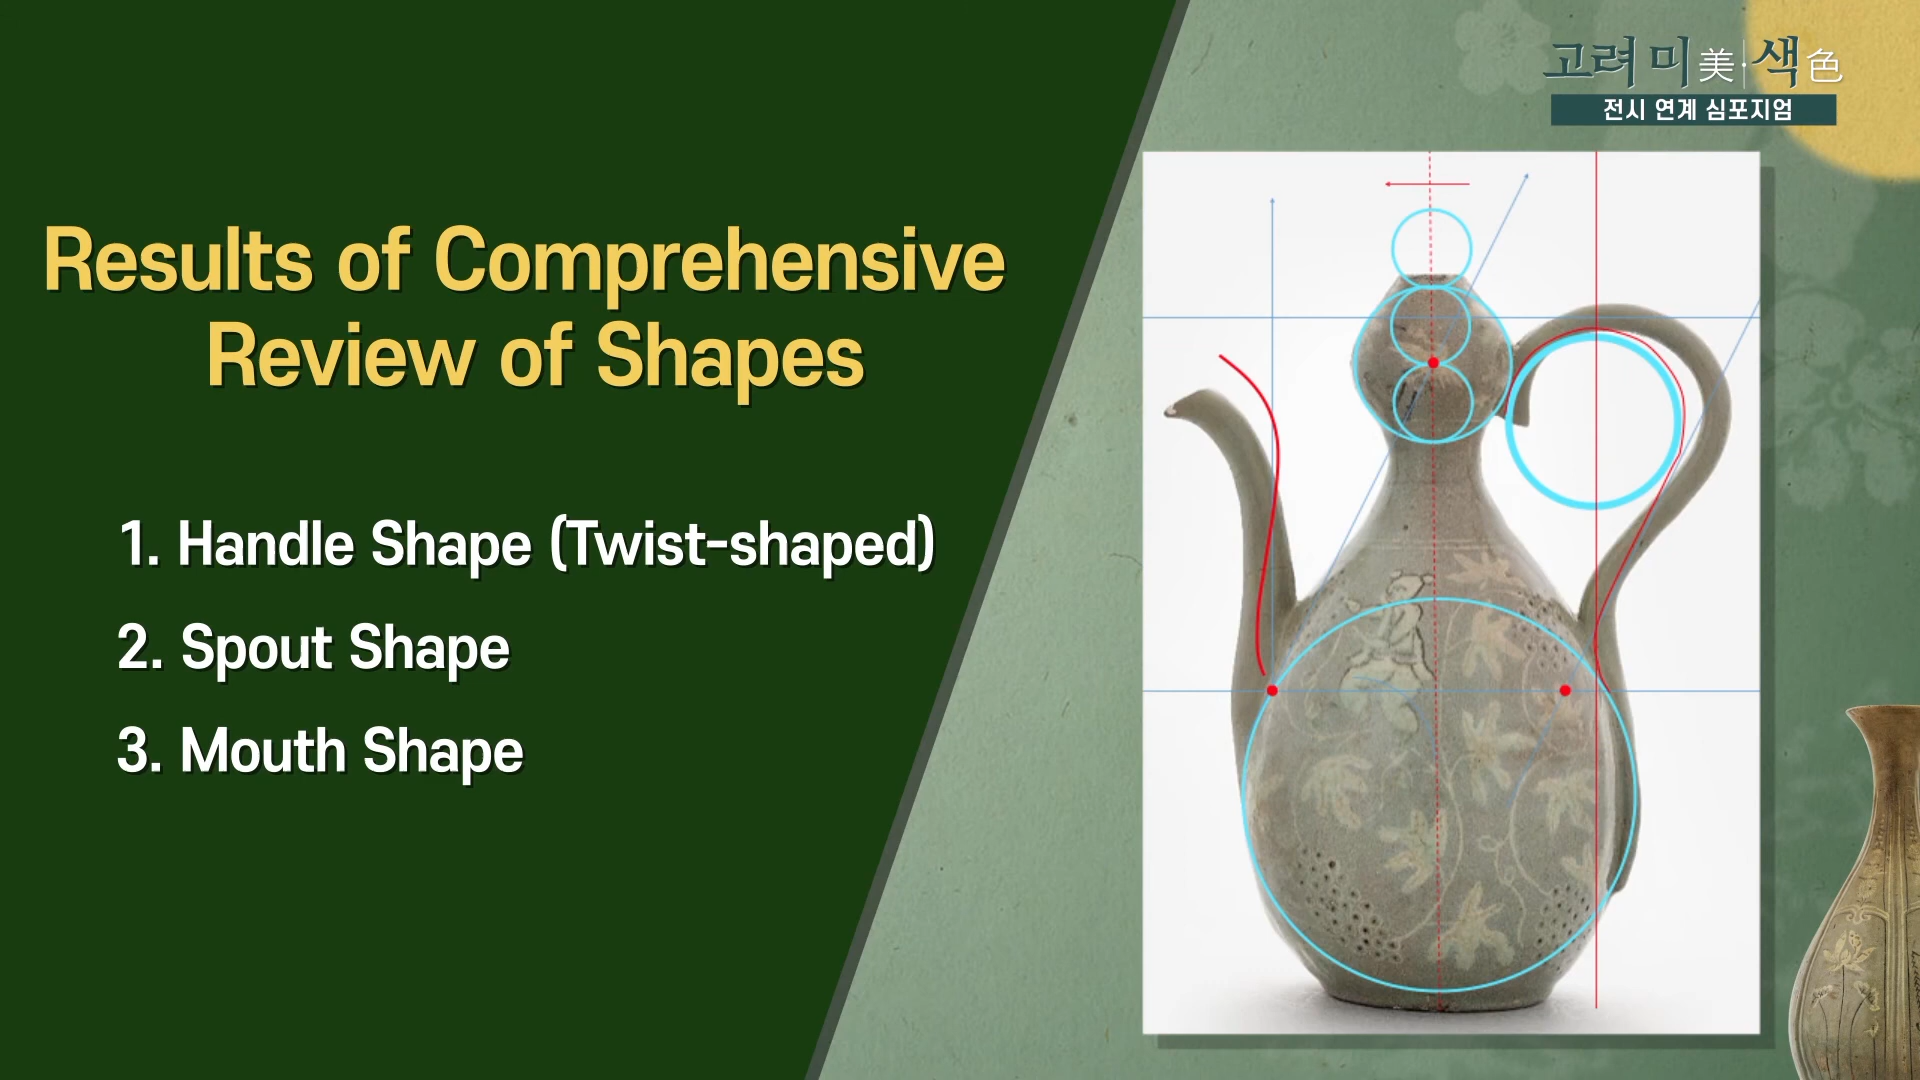 고려 미美·색色
전시 연계 심포지엄
Results of Comprehensive
Review of Shapes
1. Handle Shape (Twist-shaped)
2. Spout Shape
3. Mouth Shape